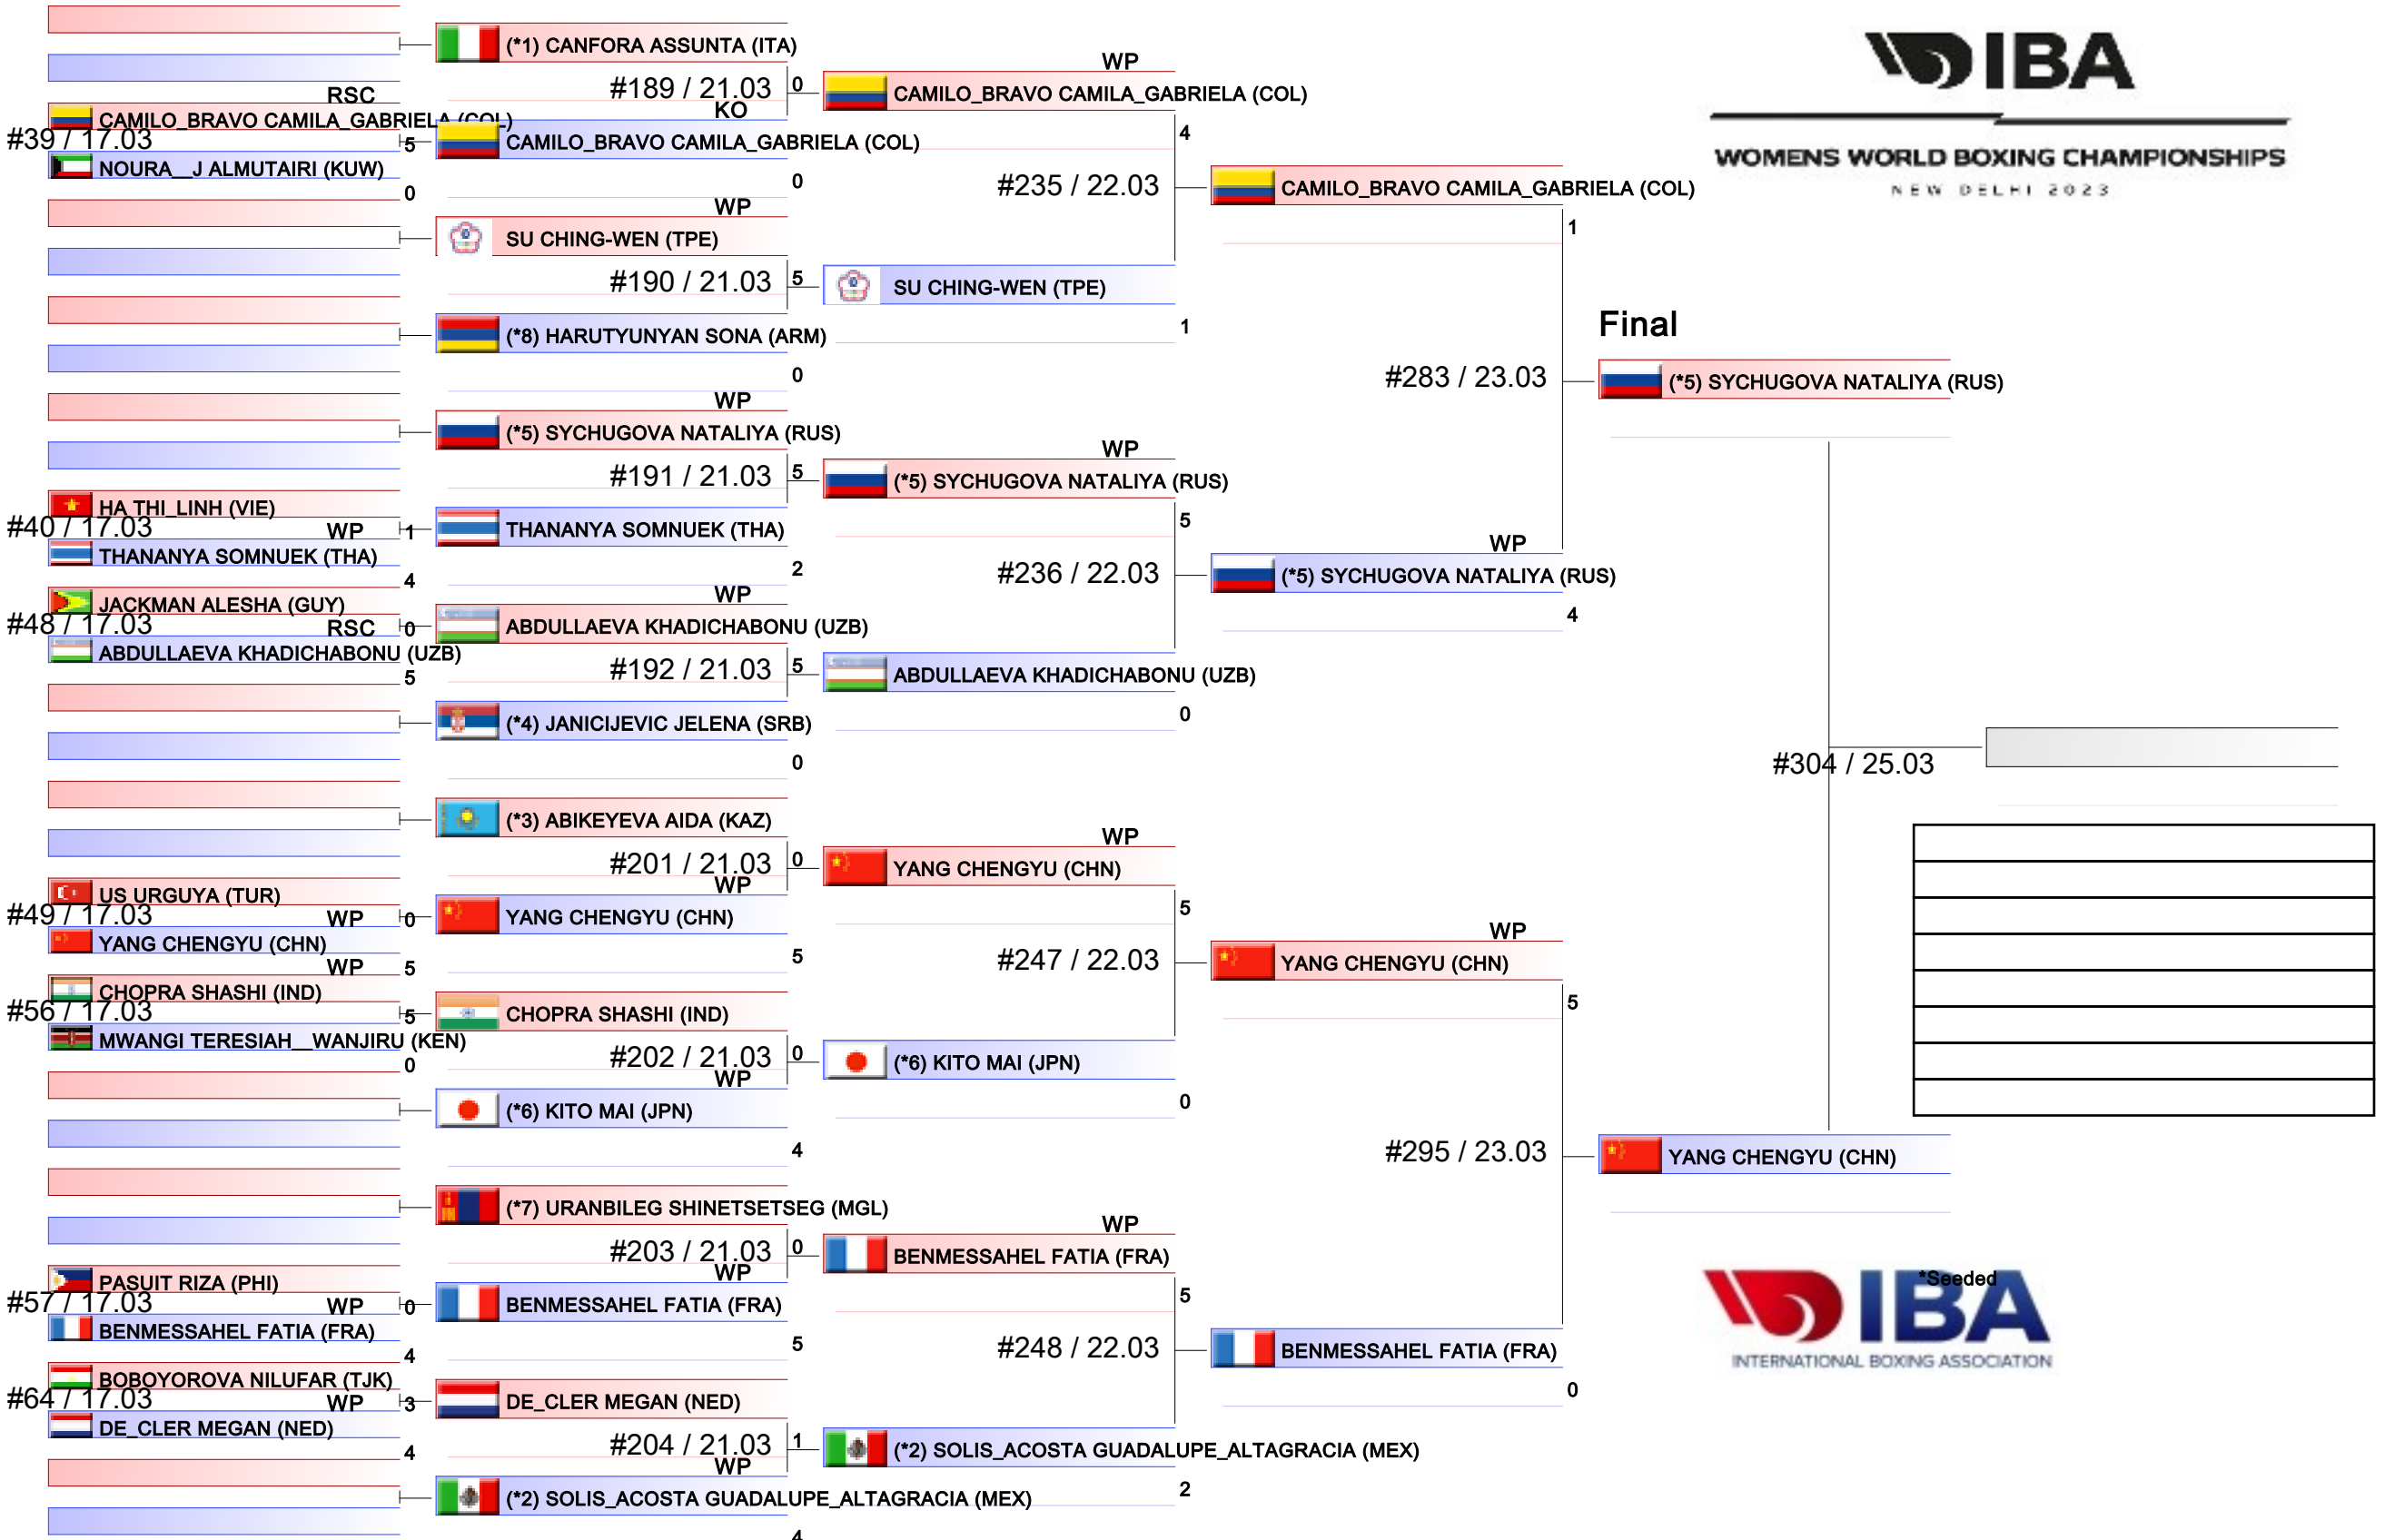 (*1) CANFORA ASSUNTA (ITA)
#189 / 21.03
0
KO
CAMILO_BRAVO CAMILA_GABRIELA (COL)
0
RSC
CAMILO_BRAVO CAMILA_GABRIELA (COL)
#39 / 17.03
5
NOURA__J ALMUTAIRI (KUW)
0
WP
SU CHING-WEN (TPE)
#190 / 21.03
5
(*8) HARUTYUNYAN SONA (ARM)
0
WP
(*5) SYCHUGOVA NATALIYA (RUS)
#191 / 21.03
5
HA THI_LINH (VIE)
#40 / 17.03
WP
1
THANANYA SOMNUEK (THA)
4
THANANYA SOMNUEK (THA)
2
JACKMAN ALESHA (GUY)
#48 / 17.03
RSC
0
ABDULLAEVA KHADICHABONU (UZB)
5
WP
ABDULLAEVA KHADICHABONU (UZB)
#192 / 21.03
5
(*4) JANICIJEVIC JELENA (SRB)
0
(*3) ABIKEYEVA AIDA (KAZ)
#201 / 21.03
0
US URGUYA (TUR)
#49 / 17.03
WP
0
YANG CHENGYU (CHN)
5
WP
YANG CHENGYU (CHN)
5
WP
CHOPRA SHASHI (IND)
#56 / 17.03
5
MWANGI TERESIAH__WANJIRU (KEN)
0
CHOPRA SHASHI (IND)
#202 / 21.03
0
WP
(*6) KITO MAI (JPN)
4
(*7) URANBILEG SHINETSETSEG (MGL)
#203 / 21.03
0
PASUIT RIZA (PHI)
#57 / 17.03
WP
0
BENMESSAHEL FATIA (FRA)
4
WP
BENMESSAHEL FATIA (FRA)
5
BOBOYOROVA NILUFAR (TJK)
#64 / 17.03
WP
3
DE_CLER MEGAN (NED)
4
DE_CLER MEGAN (NED)
#204 / 21.03
1
WP
(*2) SOLIS_ACOSTA GUADALUPE_ALTAGRACIA (MEX)
4
WP
CAMILO_BRAVO CAMILA_GABRIELA (COL)
4
#235 / 22.03
SU CHING-WEN (TPE)
1
WP
(*5) SYCHUGOVA NATALIYA (RUS)
5
#236 / 22.03
ABDULLAEVA KHADICHABONU (UZB)
0
WP
YANG CHENGYU (CHN)
5
#247 / 22.03
(*6) KITO MAI (JPN)
0
WP
BENMESSAHEL FATIA (FRA)
5
#248 / 22.03
(*2) SOLIS_ACOSTA GUADALUPE_ALTAGRACIA (MEX)
2
CAMILO_BRAVO CAMILA_GABRIELA (COL)
1
#283 / 23.03
WP
(*5) SYCHUGOVA NATALIYA (RUS)
4
WP
YANG CHENGYU (CHN)
5
#295 / 23.03
BENMESSAHEL FATIA (FRA)
0
Final
(*5) SYCHUGOVA NATALIYA (RUS)
#304 / 25.03
YANG CHENGYU (CHN)
IBA
WOMENS WORLD BOXING CHAMPIONSHIPS
NEW DELHI 2023
*Seeded
IBA
INTERNATIONAL BOXING ASSOCIATION